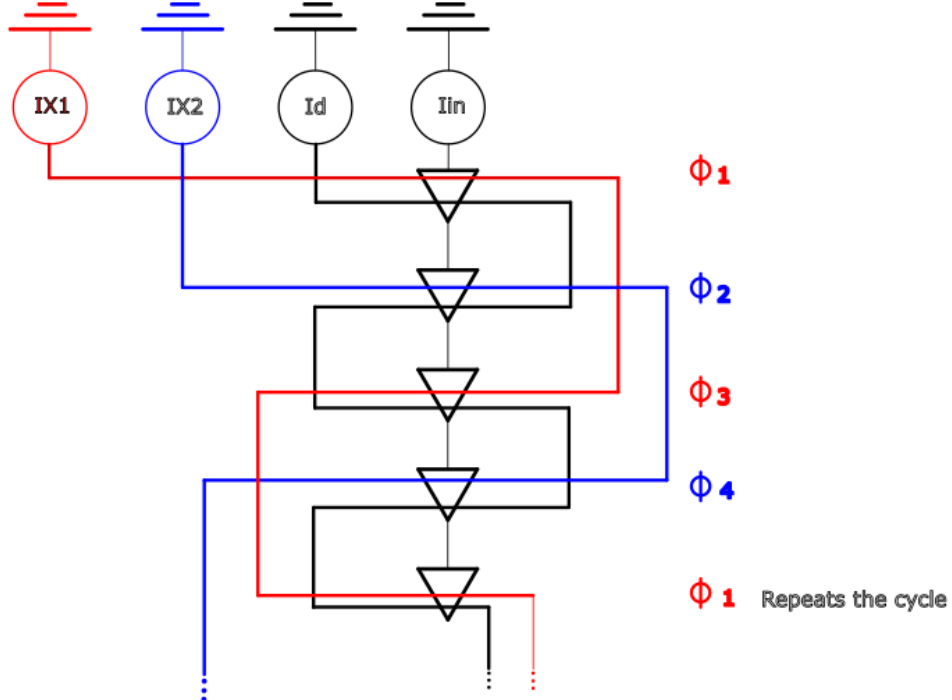 IX1 IX2 Id Iin
Φ1
Φ2
Φ3
Φ4
Φ1 Repeats the cycle